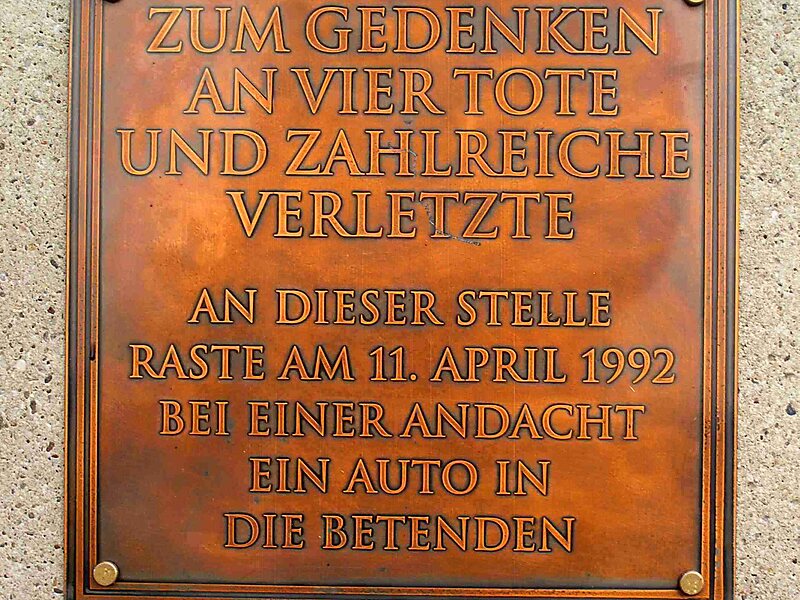 ZUM GEDENKEN
AN VIER TOTE
UND ZAHLREICHE
VERLETZTE
AN DIESER STELLE
RASTE AM 11. APRIL 1992
BEI EINER ANDACHT
EIN AUTO IN
DIE BETENDEN